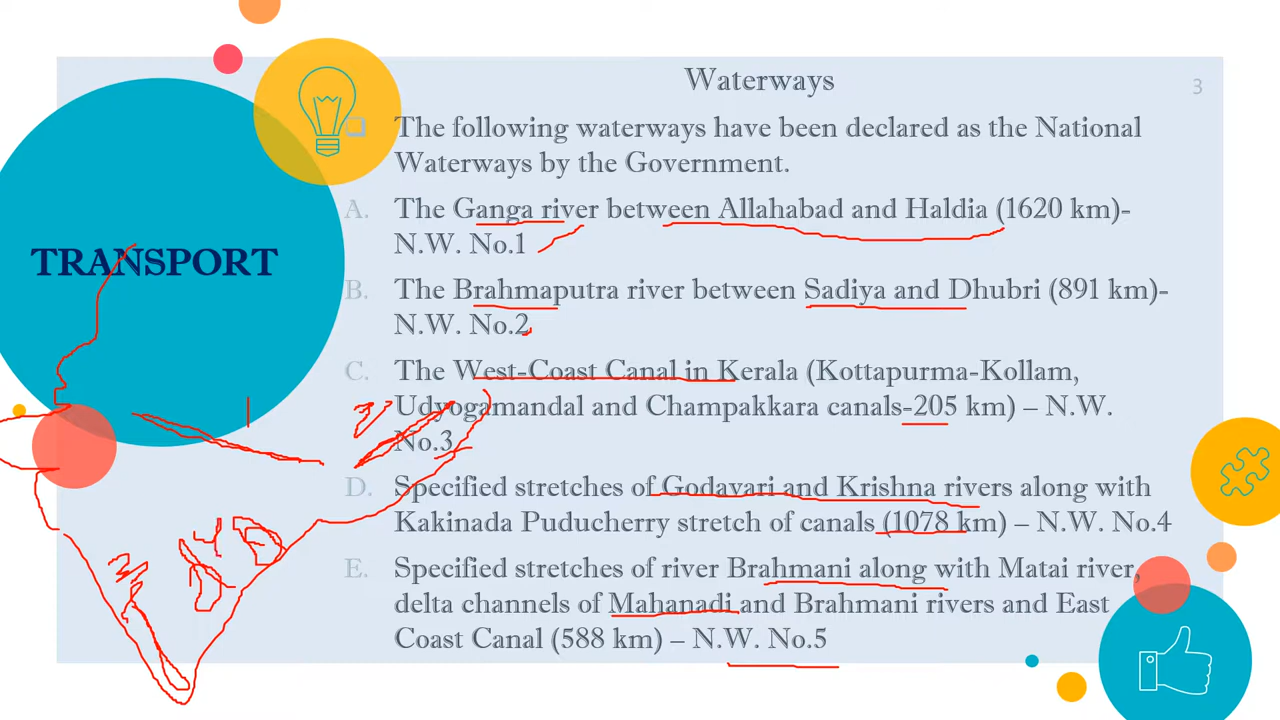 Waterways
3
The following waterways have been declared as the National
Waterways by the Government.
A. The Ganga river between Allahabad and Haldia (1620 km)-
N.W. No.1
TRANSPORT
B. The Brahmaputra river between Sadiya and Dhubri (891 km)-
N.W. No.2
C. The West-Coast Canal in Kerala (Kottapurma-Kollam,
Udyogamandal and Champakkara canals-205 km) – N.W.
No.3
D. Specified stretches of Godavari and Krishna rivers along with
Kakinada Puducherry stretch of canals (1078 km) – N.W. No.4
E. Specified stretches of river Brahmani along with Matai river,
delta channels of Mahanadi and Brahmani rivers and East
Coast Canal (588 km) – N.W. No.5